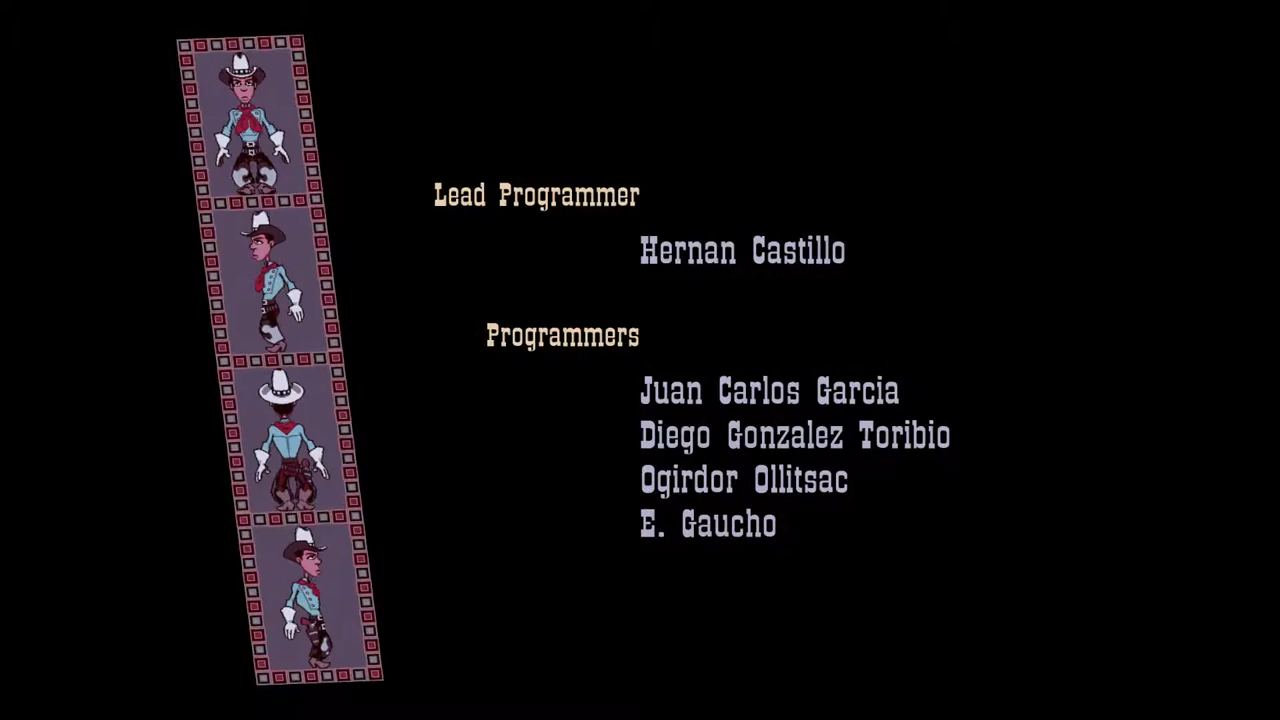 Lead Programmer
Hernan Castillo
Programmers
Juan Carlos Garcia
Diego Gonzalez Toribio
Ogirdor Ollitsac
E. Gaucho